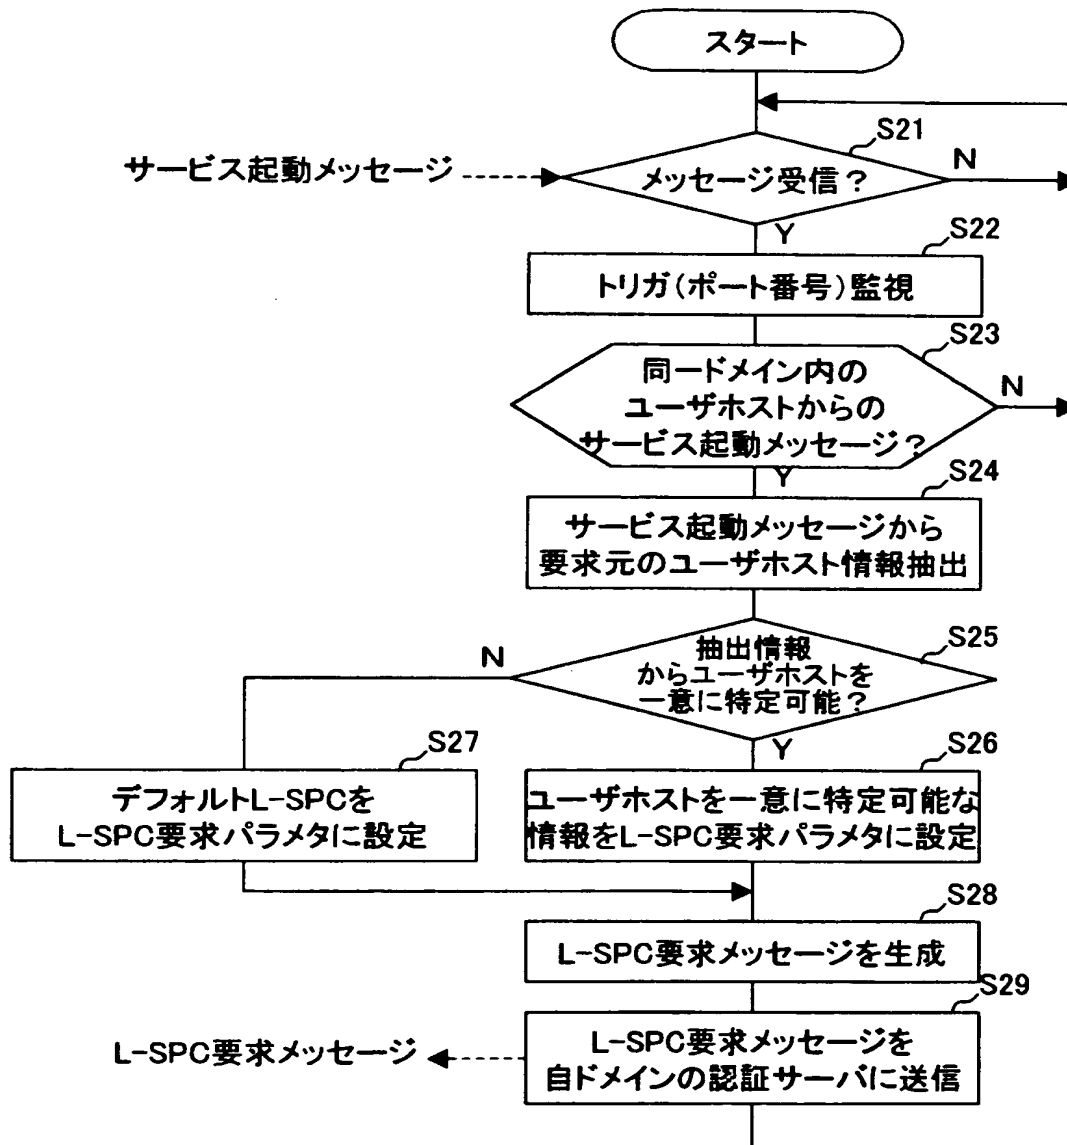 スタート
S21
サービス起動メッセージ
メッセージ受信？
N
Y
S22
トリガ（ポート番号）監視
S23
同一ドメイン内の
ユーザホストからの
サービス起動メッセージ？
N
Y
S24
サービス起動メッセージから
要求元のユーザホスト情報抽出
S25
抽出情報
からユーザホストを
一意に特定可能？
N
Y
S27
デフォルトL-SPCを
L-SPC要求パラメタに設定
S26
ユーザホストを一意に特定可能な
情報をL-SPC要求パラメタに設定
S28
L-SPC要求メッセージを生成
S29
L-SPC要求メッセージ
L-SPC要求メッセージを
自ドメインの認証サーバに送信